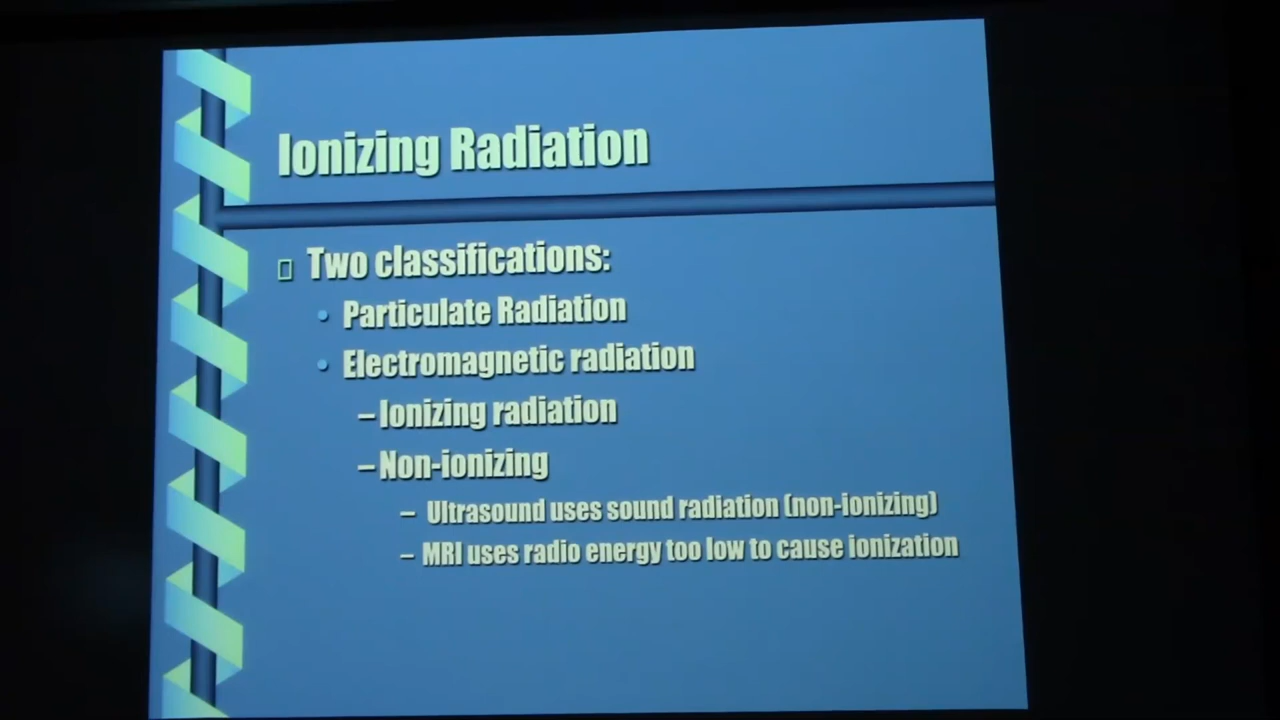 Ionizing Radiation
Two classifications:
• Particulate Radiation
• Electromagnetic radiation
– Ionizing radiation
– Non-ionizing
– Ultrasound uses sound radiation (non-ionizing)
– MRI uses radio energy too low to cause ionization